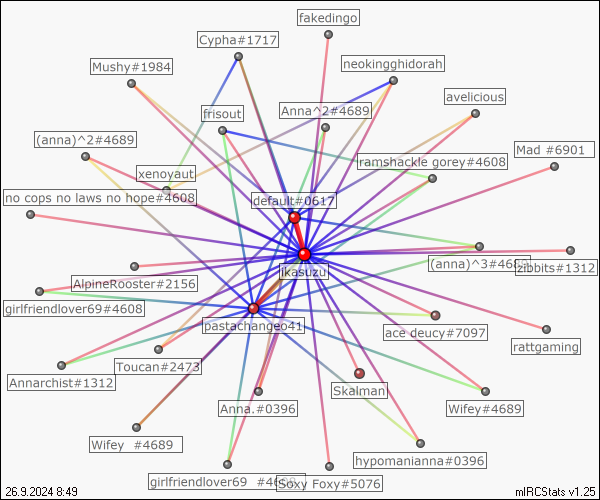 fakedingo
Cypha#1717
neokingghidorah
Mushy#1984
avelicious
frisout
Anna^2#4689
(anna)^2#4689
Mad #6901
ramshackle gorey#4608
xenoyaut
no cops no laws no hope#4608
default#0617
(anna)^3#4689
zibbits#1312
ikasuzu
AlpineRooster#2156
girlfriendlover69#4608
pastachangeo41
ace deucy#7097
rattgaming
Toucan#2473
Annarchist#1312
Skalman
Anna.#0396
Wifey#4689
Wifey #4689
hypomanianna#0396
girlfriendlover69
Soxy Foxy#5076
26.9.2024 8:49
mIRCStats v1.25